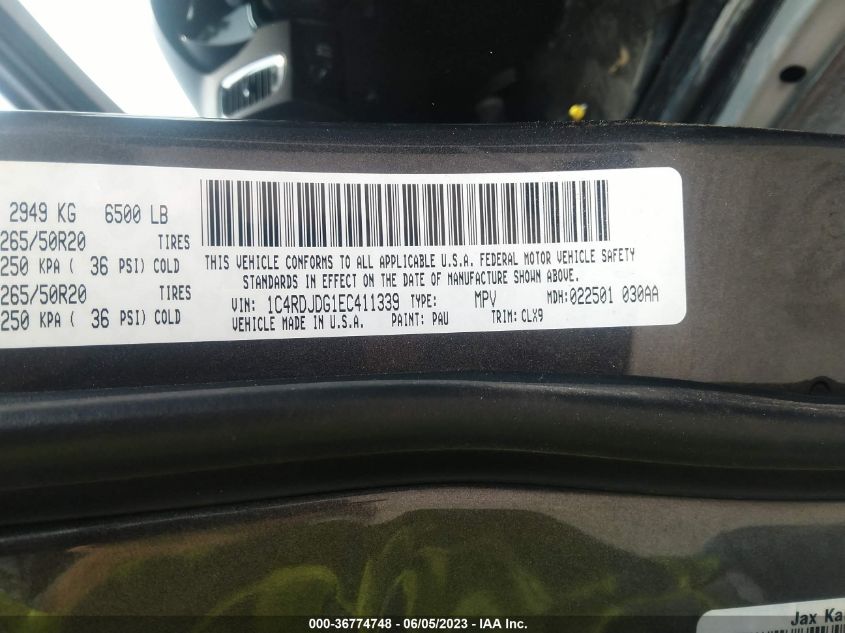 2949 KG 6500 LB
265/50R20 TIRES
250 KPA ( 36 PSI) COLD
265/50R20 TIRES
250 KPA ( 36 PSI) COLD
THIS VEHICLE CONFORMS TO ALL APPLICABLE U.S.A. FEDERAL MOTOR VEHICLE SAFETY
STANDARDS IN EFFECT ON THE DATE OF MANUFACTURE SHOWN ABOVE.
VIN: 1C4RDJDG1EC411339 TYPE: MPV MDH:022501 030AA
VEHICLE MADE IN U.S.A. PAINT: PAU TRIM: CLX9
Jax
000-36774748 - 06/05/2023 - IAA Inc.